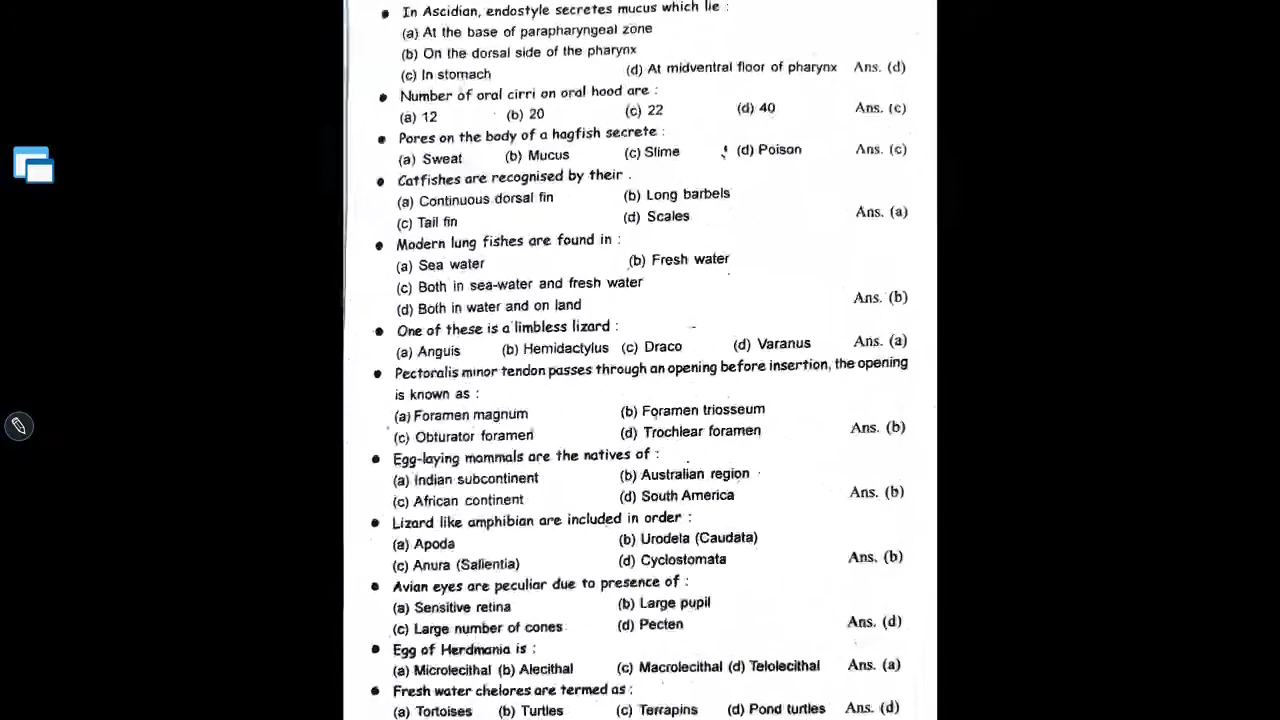 • In Ascidian, endostyle secretes mucus which lie :
(a) At the base of parapharyngeal zone
(b) On the dorsal side of the pharynx
(c) In stomach (d) At midventral floor of pharynx Ans. (d)
• Number of oral cirri on oral hood are :
(a) 12 (b) 20 (c) 22 (d) 40 Ans. (c)
• Pores on the body of a hagfish secrete :
(a) Sweat (b) Mucus (c) Slime (d) Poison Ans. (c)
• Catfishes are recognised by their .
(a) Continuous dorsal fin (b) Long barbels
(c) Tail fin (d) Scales Ans. (a)
• Modern lung fishes are found in :
(a) Sea water (b) Fresh water
(c) Both in sea-water and fresh water
(d) Both in water and on land Ans. (b)
• One of these is a limbless lizard :
(a) Anguis (b) Hemidactylus (c) Draco (d) Varanus Ans. (a)
• Pectoralis minor tendon passes through an opening before insertion, the opening
is known as :
(a) Foramen magnum (b) Foramen triosseum
(c) Obturator foramen (d) Trochlear foramen Ans. (b)
• Egg-laying mammals are the natives of :
(a) Indian subcontinent (b) Australian region
(c) African continent (d) South America Ans. (b)
• Lizard like amphibian are included in order :
(a) Apoda (b) Urodela (Caudata)
(c) Anura (Salientia) (d) Cyclostomata Ans. (b)
• Avian eyes are peculiar due to presence of :
(a) Sensitive retina (b) Large pupil
(c) Large number of cones (d) Pecten Ans. (d)
• Egg of Herdmania is :
(a) Microlecithal (b) Alecithal (c) Macrolecithal (d) Telolecithal Ans. (a)
• Fresh water chelores are termed as :
(a) Tortoises (b) Turtles (c) Terrapins (d) Pond turtles Ans. (d)